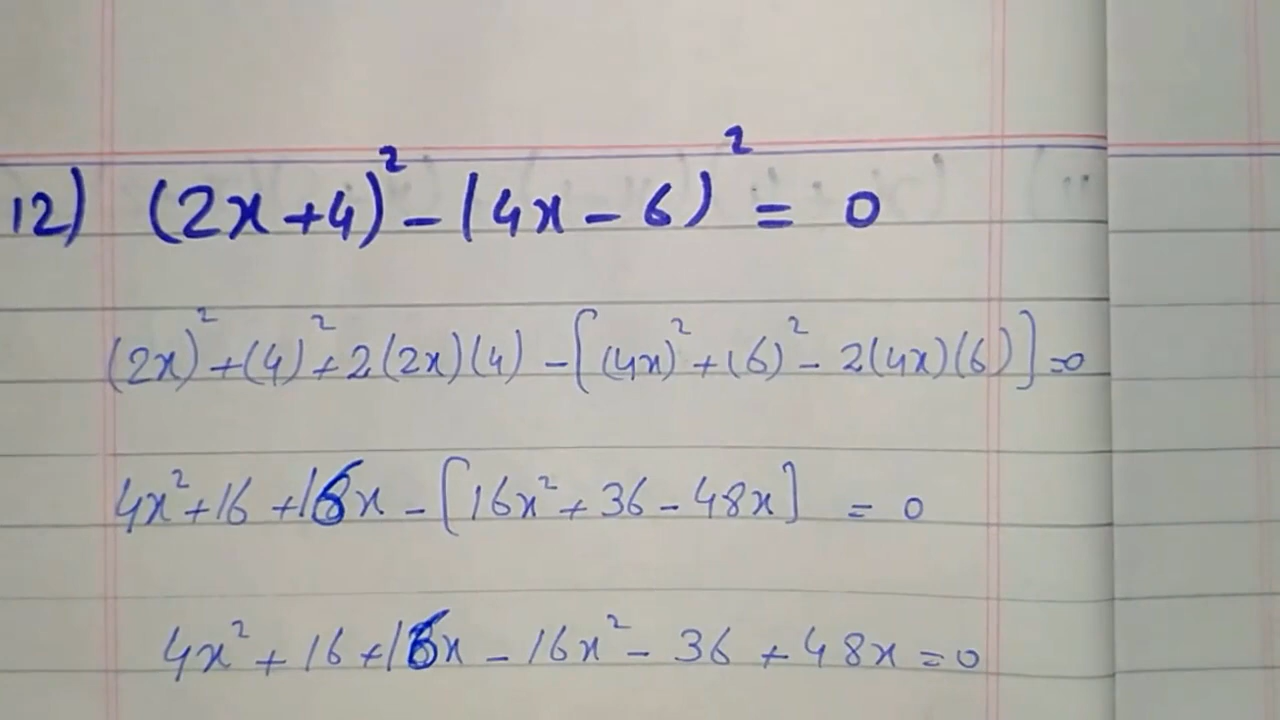 12) (2x+4)² - (4x - 6)² = 0
(2x)² + (4)² + 2(2x)(4) - [(4x)² + (6)² - 2(4x)(6)] = 0
4x² + 16 + 16x - [16x² + 36 - 48x] = 0
4x² + 16 + 16x - 16x² - 36 + 48x = 0